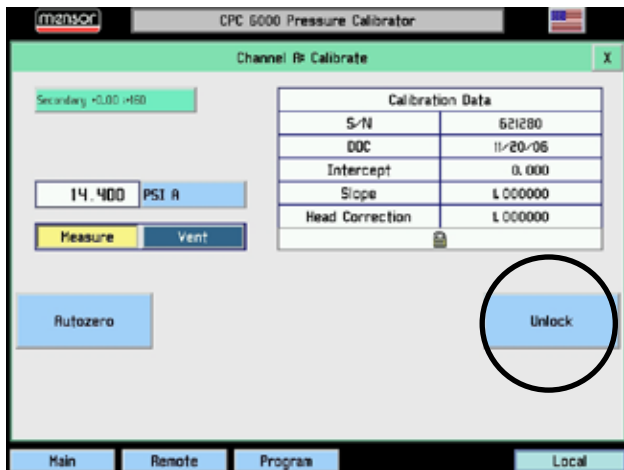 mensor CPC 6000 Pressure Calibrator
Channel A: Calibrate X
Secondary
Calibration Data
S/N 621280
DOC 11/20/06
Intercept 0.000
Slope 1.000000
Head Correction 1.000000
14.400 PSI A
Measure Vent
Autozero Unlock
Main Remote Program Local